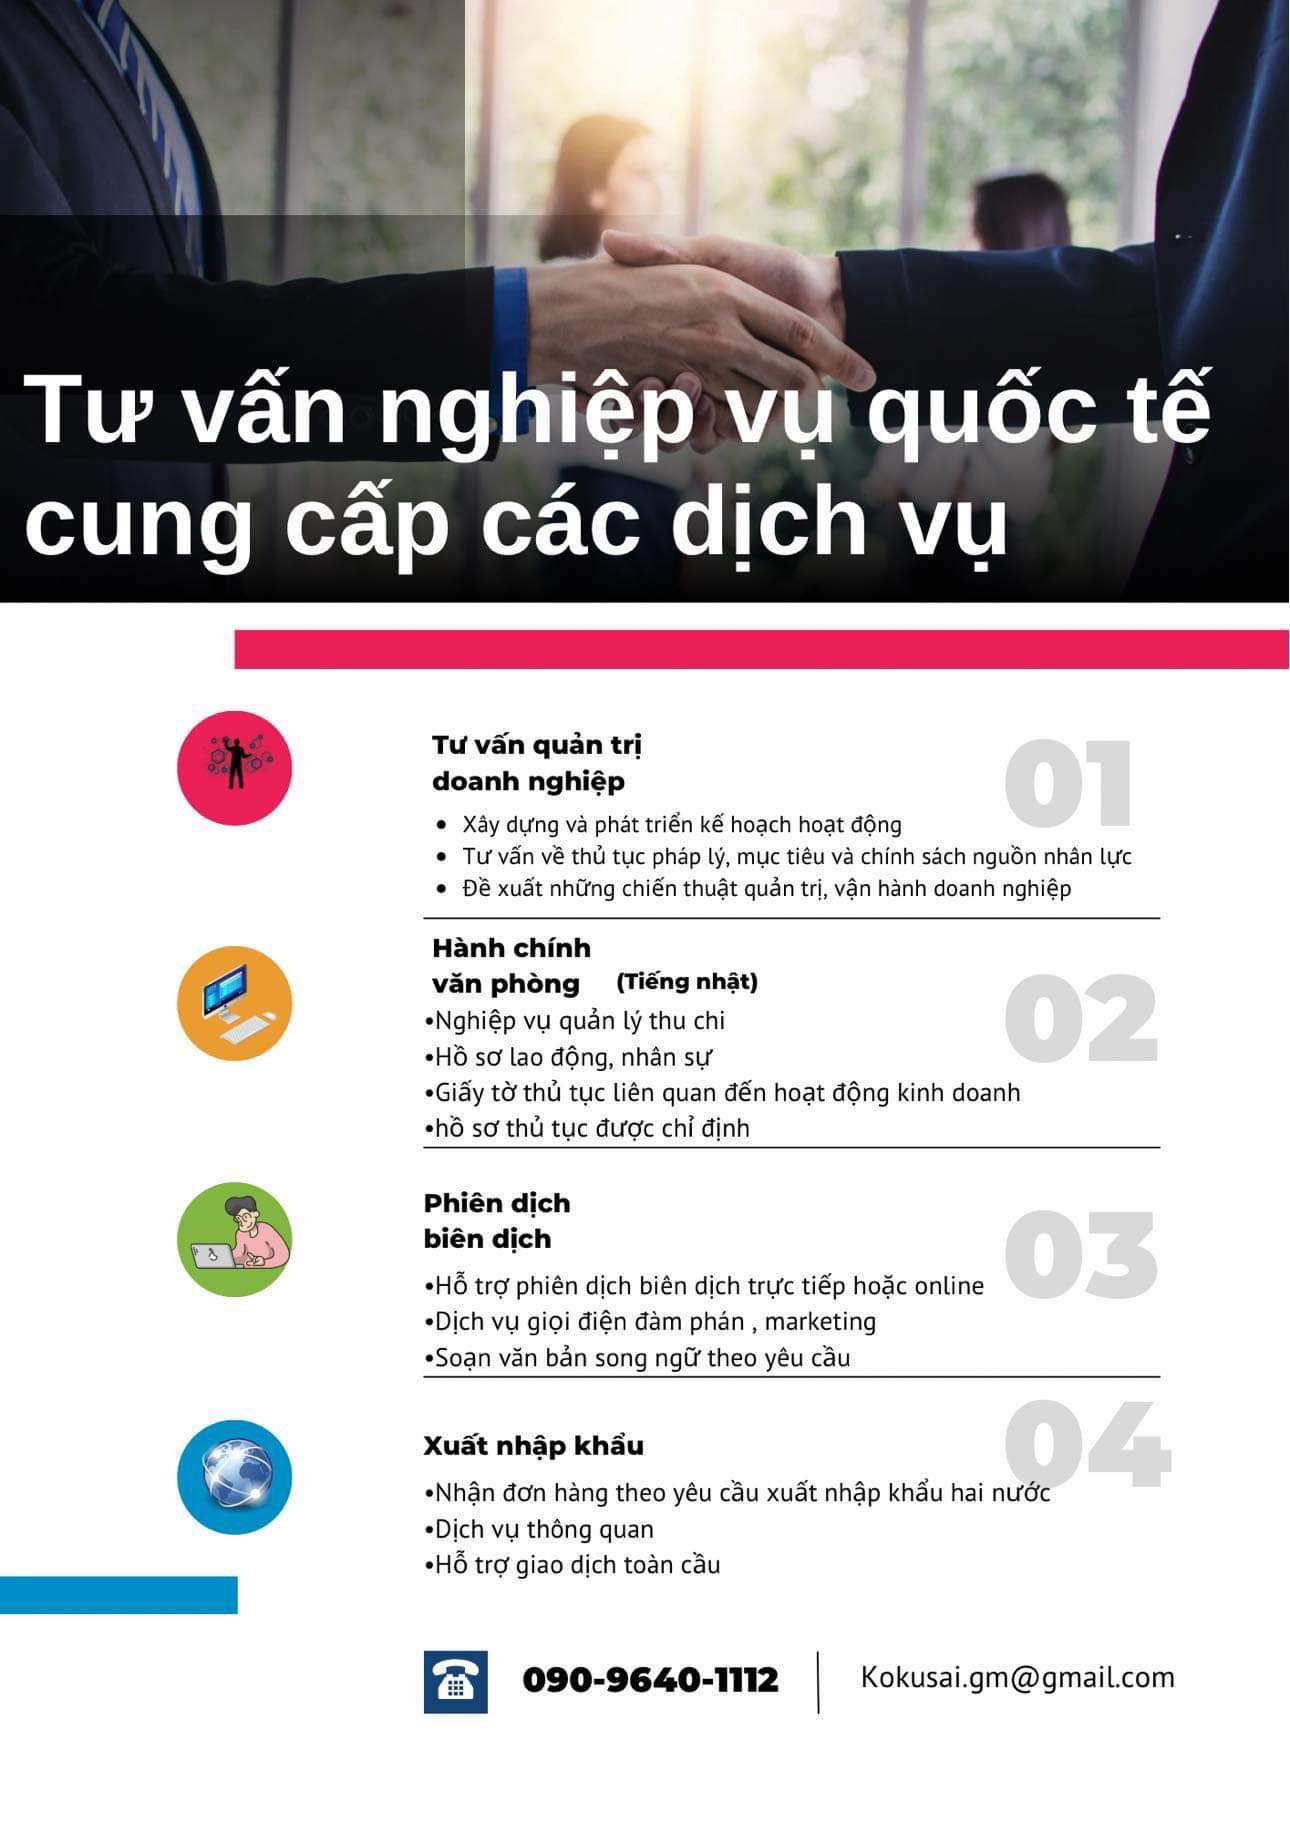 Tư vấn nghiệp vụ quốc tế
cung cấp các dịch vụ
Tư vấn quản trị
doanh nghiệp
01
• Xây dựng và phát triển kế hoạch hoạt động
• Tư vấn về thủ tục pháp lý, mục tiêu và chính sách nguồn nhân lực
• Đề xuất những chiến thuật quản trị, vận hành doanh nghiệp
Hành chính
văn phòng (Tiếng nhật)
02
•Nghiệp vụ quản lý thu chi
•Hồ sơ lao động, nhân sự
•Giấy tờ thủ tục liên quan đến hoạt động kinh doanh
•hồ sơ thủ tục được chỉ định
Phiên dịch
biên dịch
03
•Hỗ trợ phiên dịch biên dịch trực tiếp hoặc online
•Dịch vụ giọi điện đàm phán , marketing
•Soạn văn bản song ngữ theo yêu cầu
04
Xuất nhập khẩu
•Nhận đơn hàng theo yêu cầu xuất nhập khẩu hai nước
•Dịch vụ thông quan
•Hỗ trợ giao dịch toàn cầu
090-9640-1112
Kokusai.gm@gmail.com